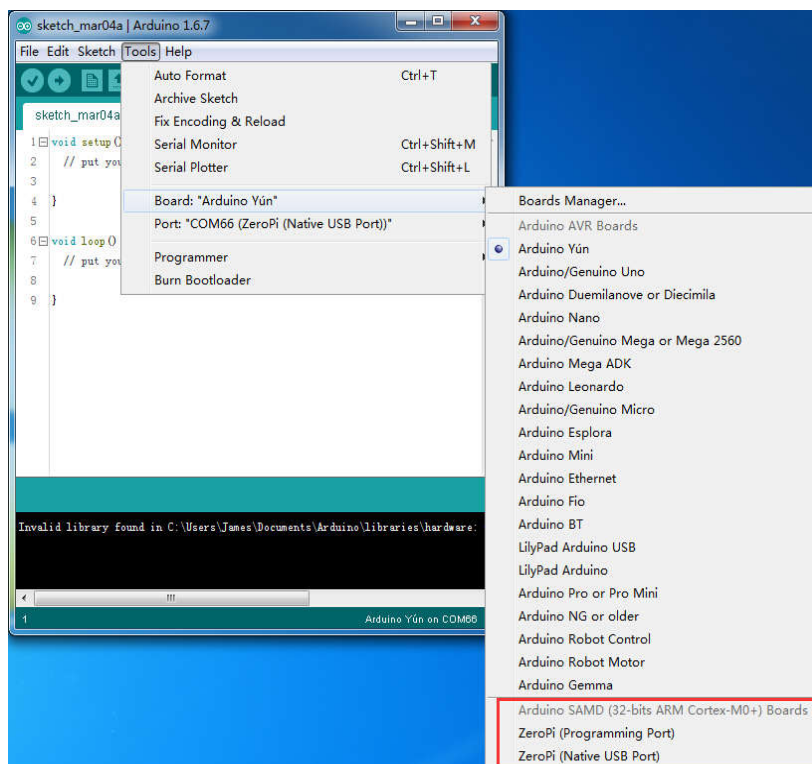 sketch_mar04a | Arduino 1.6.7
File Edit Sketch Tools Help
Auto Format Ctrl+T
Archive Sketch
sketch_mar04a
Fix Encoding & Reload
1 void setup()
Serial Monitor Ctrl+Shift+M
2 // put you
Serial Plotter Ctrl+Shift+L
3
4 }
Board: "Arduino Yún"
5
Port: "COM66 (ZeroPi (Native USB Port))"
6 void loop()
7 // put you
Programmer
8
Burn Bootloader
9 }
Boards Manager...
Arduino AVR Boards
Arduino Yún
Arduino/Genuino Uno
Arduino Duemilanove or Diecimila
Arduino Nano
Arduino/Genuino Mega or Mega 2560
Arduino Mega ADK
Arduino Leonardo
Arduino/Genuino Micro
Arduino Esplora
Arduino Mini
Arduino Ethernet
Arduino Fio
Arduino BT
LilyPad Arduino USB
LilyPad Arduino
Arduino Pro or Pro Mini
Arduino NG or older
Arduino Robot Control
Arduino Robot Motor
Arduino Gemma
Arduino SAMD (32-bits ARM Cortex-M0+) Boards
ZeroPi (Programming Port)
ZeroPi (Native USB Port)
Invalid library found in C:\Users\James\Documents\Arduino\libraries\hardware:
1 Arduino Yún on COM66